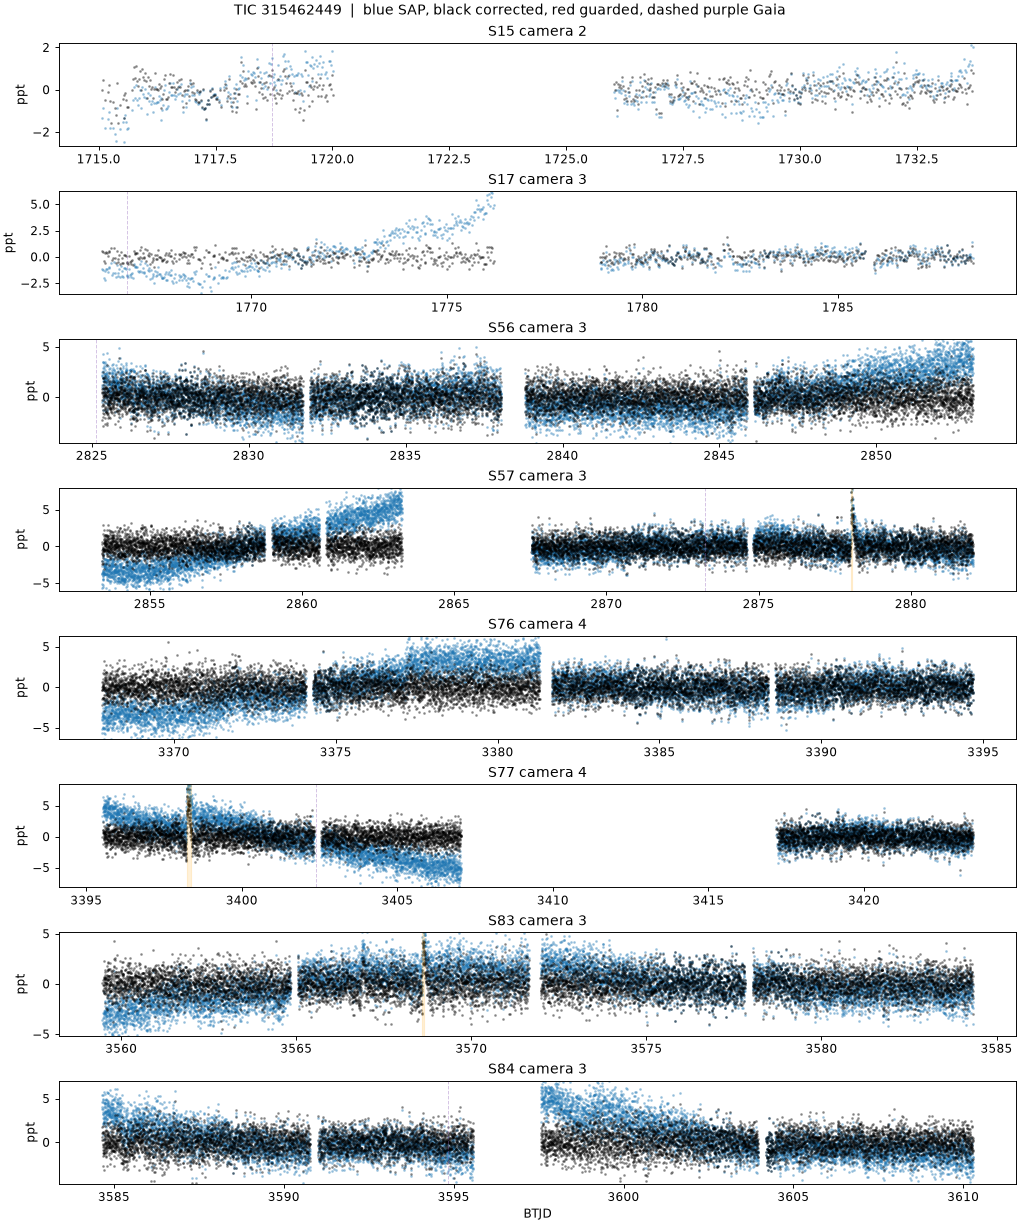 TIC 315462449  |  blue SAP, black corrected, red guarded, dashed purple Gaia
S15 camera 2
ppt
2
0
−2
1715.0 1717.5 1720.0 1722.5 1725.0 1727.5 1730.0 1732.5
S17 camera 3
ppt
5.0
2.5
0.0
−2.5
1770 1775 1780 1785
S56 camera 3
ppt
5
0
2825 2830 2835 2840 2845 2850
S57 camera 3
ppt
5
0
−5
2855 2860 2865 2870 2875 2880
S76 camera 4
ppt
5
0
−5
3370 3375 3380 3385 3390 3395
S77 camera 4
ppt
5
0
−5
3395 3400 3405 3410 3415 3420
S83 camera 3
ppt
5
0
−5
3560 3565 3570 3575 3580 3585
S84 camera 3
ppt
5
0
3585 3590 3595 3600 3605 3610
BTJD